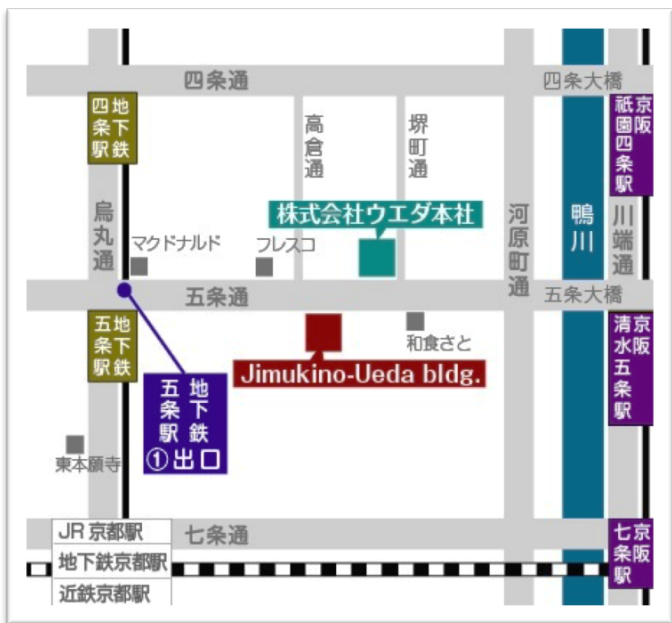 四条通
四条大橋
地下鉄
四条駅
京阪
祇園四条駅
高倉通
堺町通
烏丸通
河原町通
鴨川
川端通
株式会社ウエダ本社
マクドナルド
フレスコ
五条通
五条大橋
地下鉄
五条駅
和食さと
京阪
清水五条駅
Jimukino-Ueda bldg.
地下鉄
五条駅
①出口
東本願寺
JR京都駅
七条通
地下鉄京都駅
近鉄京都駅
京阪
七条駅